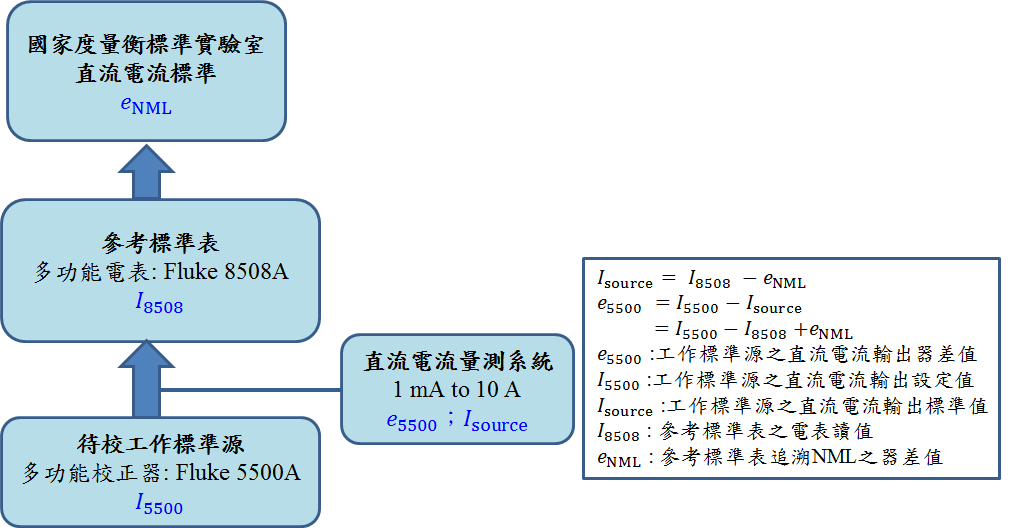 國家度量衡標準實驗室
直流電流標準
eNML
參考標準表
多功能電表: Fluke 8508A
I8508
直流電流量測系統
1 mA to 10 A
e5500 ; Isource
待校工作標準源
多功能校正器: Fluke 5500A
I5500
Isource = I8508 − eNML
e5500 = I5500 − Isource
= I5500 − I8508 +eNML
e5500 :工作標準源之直流電流輸出器差值
I5500 :工作標準源之直流電流輸出設定值
Isource :工作標準源之直流電流輸出標準值
I8508 : 參考標準表之電表讀值
eNML : 參考標準表追溯NML之器差值